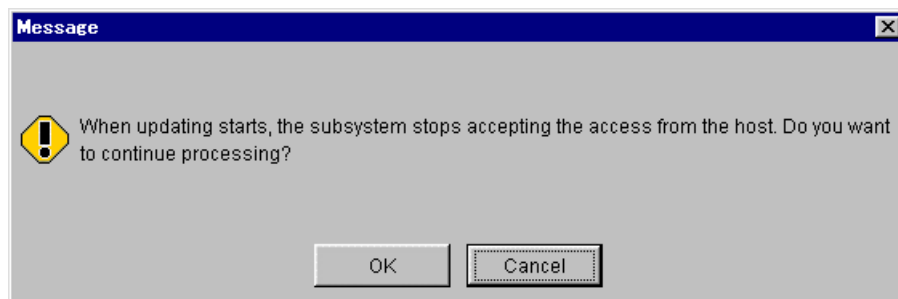 Message
When updating starts, the subsystem stops accepting the access from the host. Do you want
to continue processing?
OK
Cancel